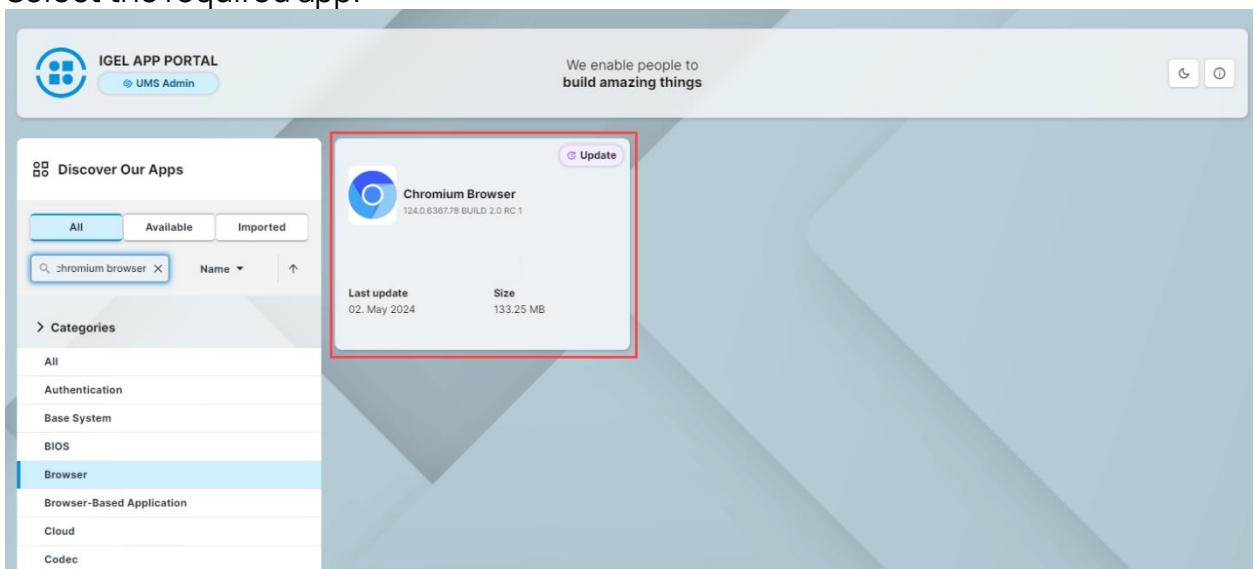 Select the required app.
IGEL APP PORTAL
UMS Admin
We enable people to
build amazing things
Discover Our Apps
All
Available
Imported
chromium browser
Name
Categories
All
Authentication
Base System
BIOS
Browser
Browser-Based Application
Cloud
Codec
Update
Chromium Browser
124.0.6367.78 BUILD 2.0 RC 1
Last update
Size
02. May 2024
133.25 MB